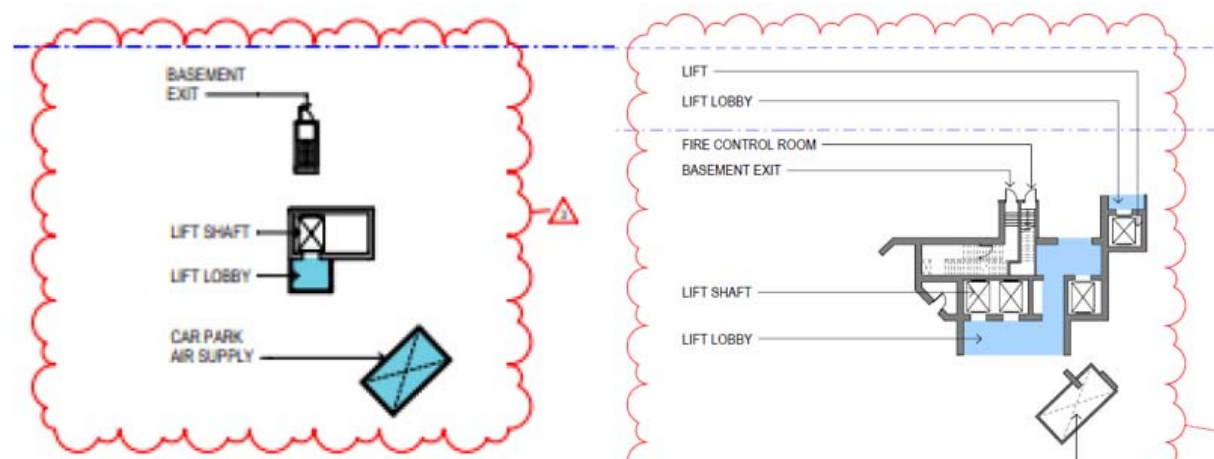 BASEMENT
EXIT
LIFT SHAFT
LIFT LOBBY
CAR PARK
AIR SUPPLY
LIFT
LIFT LOBBY
FIRE CONTROL ROOM
BASEMENT EXIT
LIFT SHAFT
LIFT LOBBY